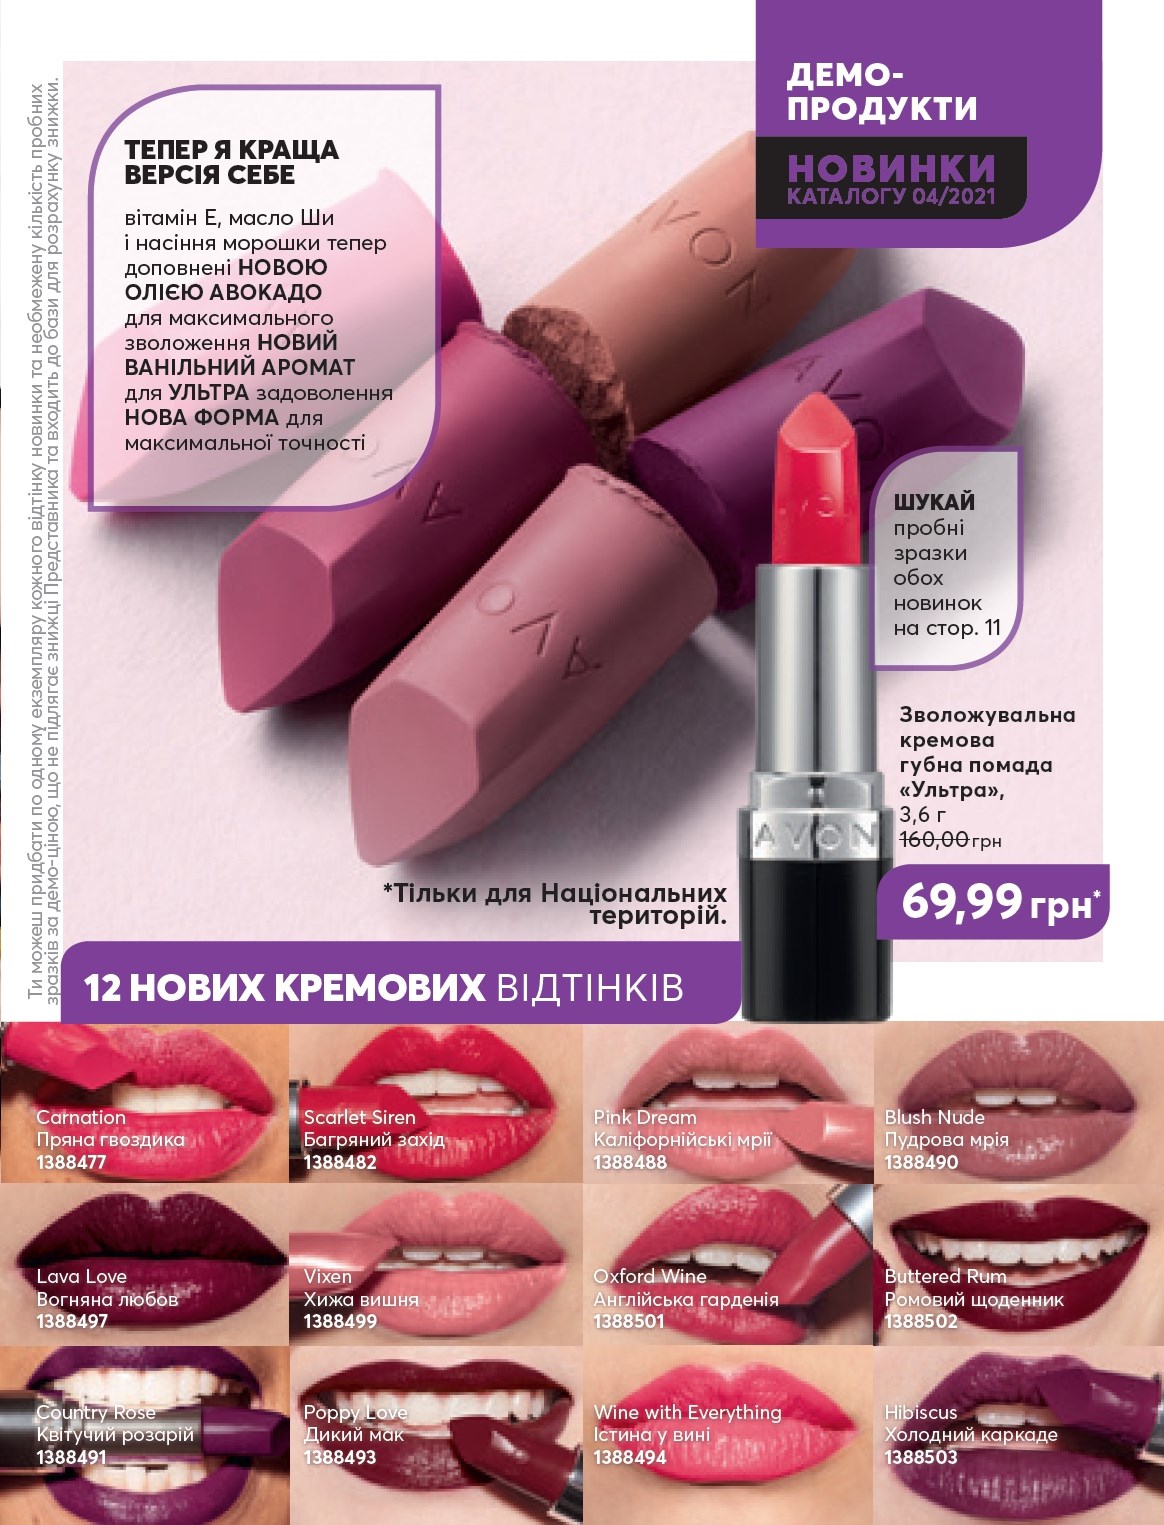 ДЕМО-
ПРОДУКТИ
НОВИНКИ
КАТАЛОГУ 04/2021
ТЕПЕР Я КРАЩА
ВЕРСІЯ СЕБЕ
вітамін Е, масло Ши
і насіння морошки тепер
доповнені НОВОЮ
ОЛІЄЮ АВОКАДО
для максимального
зволоження НОВИЙ
ВАНІЛЬНИЙ АРОМАТ
для УЛЬТРА задоволення
НОВА ФОРМА для
максимальної точності
Ти можеш придбати по одному екземпляру кожного відтінку новинки та необмежену кількість пробних
зразків за демо-ціною, що не підлягає знижці Представника та входить до бази для розрахунку знижки.
AVON
AVON
AVON
AVON
ШУКАЙ
пробні
зразки
обох
новинок
на стор. 11
Зволожувальна
кремова
губна помада
«Ультра»,
3,6 г
160,00 грн
AVON
69,99 грн*
*Тільки для Національних
територій.
12 НОВИХ КРЕМОВИХ ВІДТІНКІВ
Carnation
Пряна гвоздика
1388477
Scarlet Siren
Багряний захід
1388482
Pink Dream
Каліфорнійські мрії
1388488
Blush Nude
Пудрова мрія
1388490
Lava Love
Вогняна любов
1388497
Vixen
Хижа вишня
1388499
Oxford Wine
Англійська гарденія
1388501
Buttered Rum
Ромовий щоденник
1388502
Country Rose
Квітучий розарій
1388491
Poppy Love
Дикий мак
1388493
Wine with Everything
Істина у вині
1388494
Hibiscus
Холодний каркаде
1388503